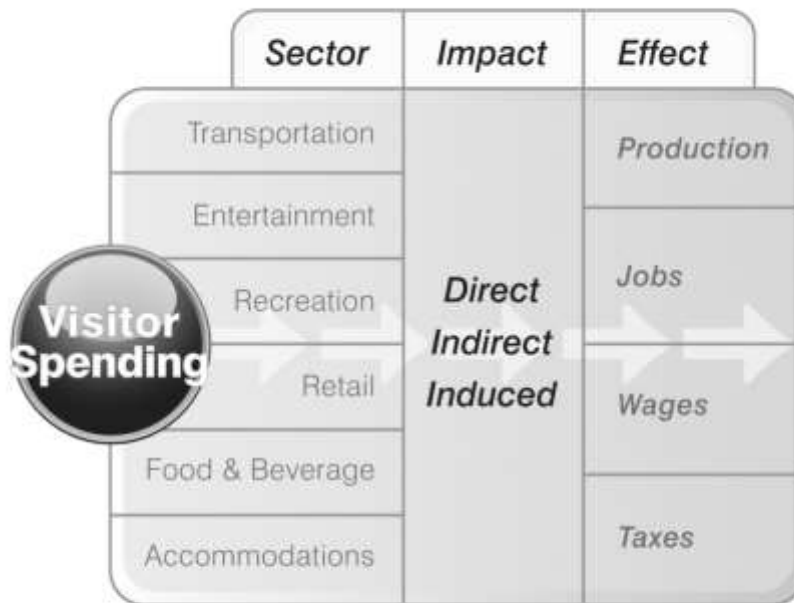 Sector Impact Effect
Transportation
Entertainment
Recreation
Retail
Food & Beverage
Accommodations
Visitor
Spending
Direct
Indirect
Induced
Production
Jobs
Wages
Taxes